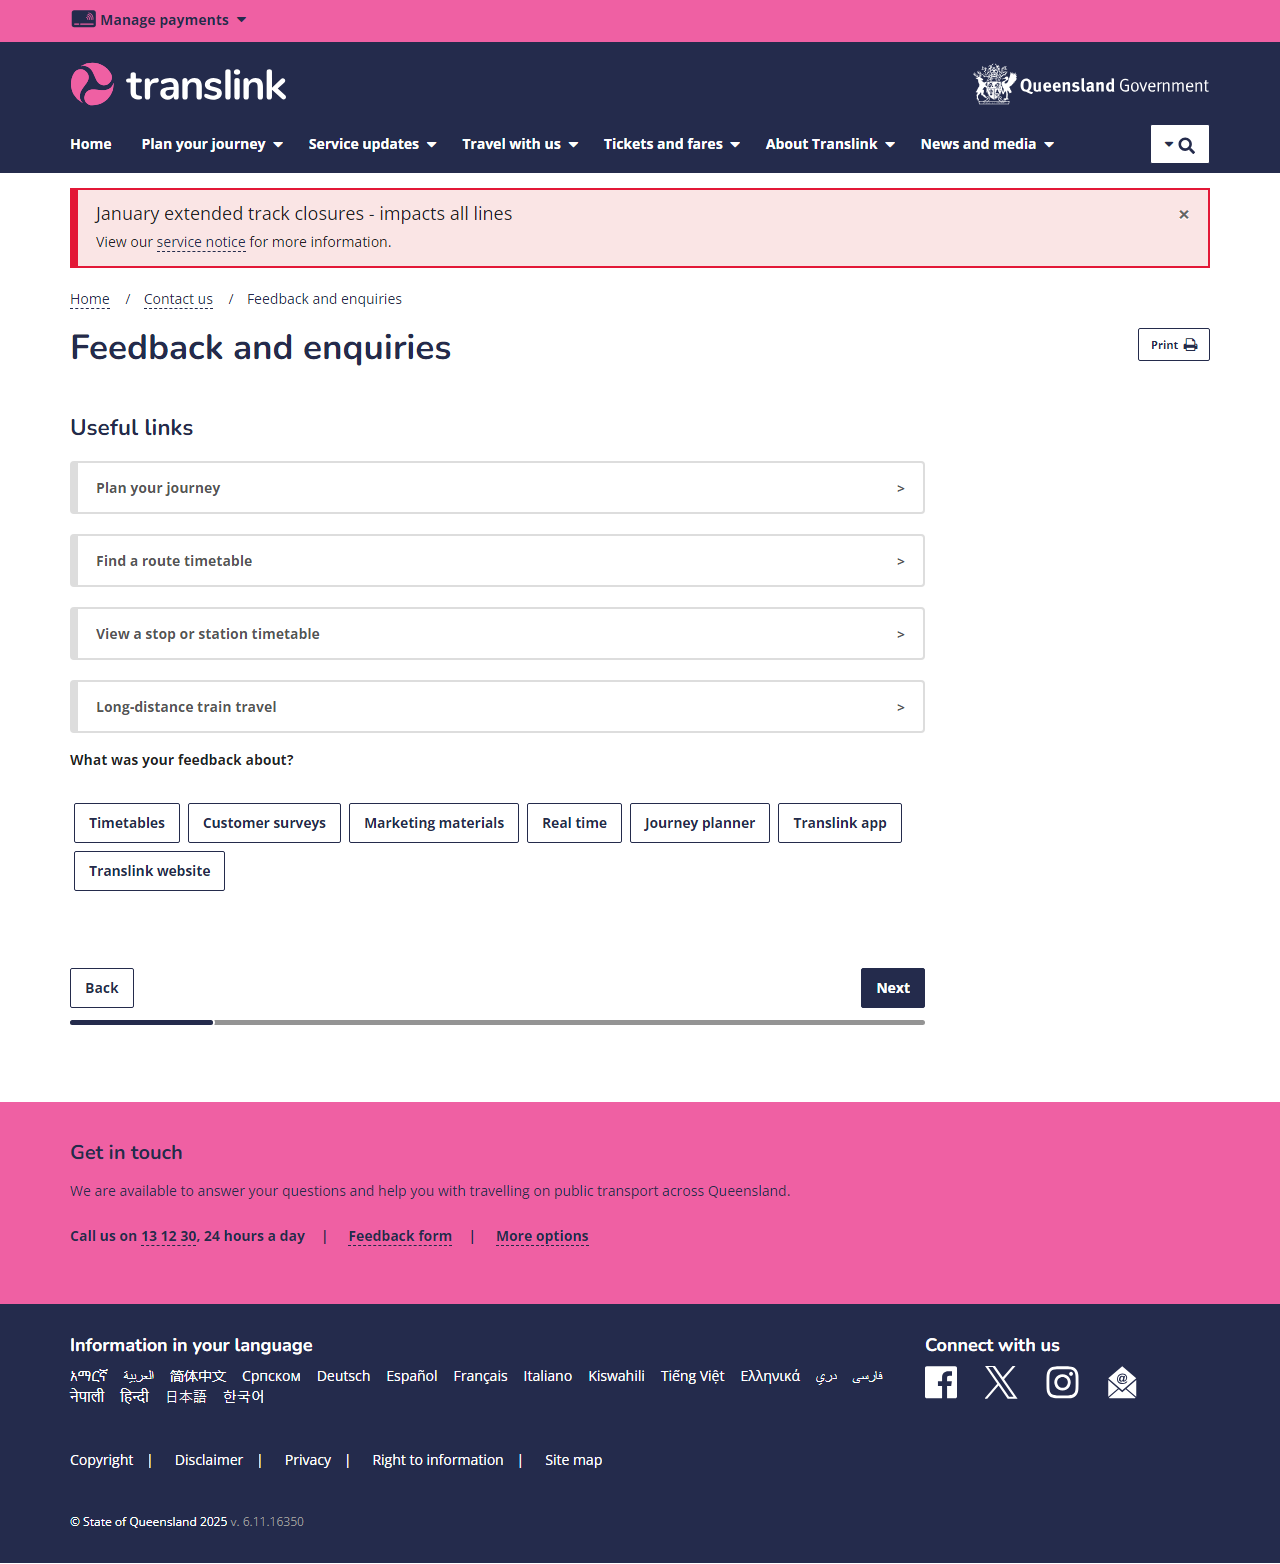 Manage payments
translink
Queensland Government
Home Plan your journey Service updates Travel with us Tickets and fares About Translink News and media
January extended track closures - impacts all lines ×
View our service notice for more information.
Home / Contact us / Feedback and enquiries
Feedback and enquiries
Print
Useful links
Plan your journey >
Find a route timetable >
View a stop or station timetable >
Long-distance train travel >
What was your feedback about?
Timetables Customer surveys Marketing materials Real time Journey planner Translink app
Translink website
Back Next
Get in touch
We are available to answer your questions and help you with travelling on public transport across Queensland.
Call us on 13 12 30, 24 hours a day | Feedback form | More options
Information in your language
አማርኛ العربية 简体中文 Српском Deutsch Español Français Italiano Kiswahili Tiếng Việt Ελληνικά دري فارسی
नेपाली हिन्दी 日本語 한국어
Connect with us
Copyright | Disclaimer | Privacy | Right to information | Site map
© State of Queensland 2025 v. 6.11.16350